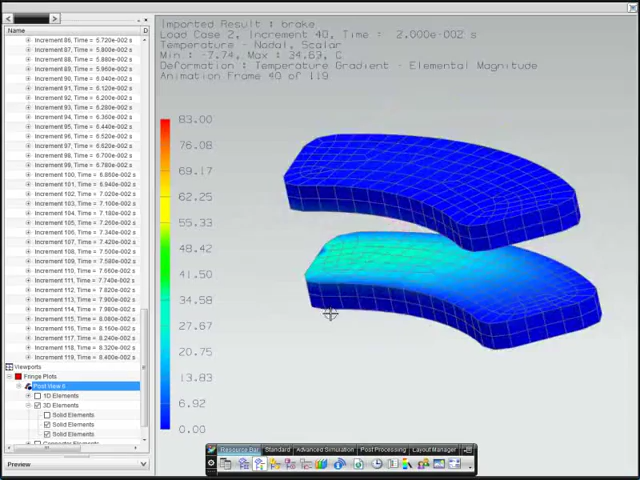 Imported Result : brake
Load Case 2, Increment 40, Time = 2.000e-002 s
Temperature - Nodal, Scalar
Min : -7.74, Max : 34.63, C
Deformation : Temperature Gradient - Elemental Magnitude
Animation Frame 40 of 119
Name
Increment 86, Time = 5.720e-002 s
Increment 87, Time = 5.800e-002 s
Increment 88, Time = 5.880e-002 s
Increment 89, Time = 5.960e-002 s
Increment 90, Time = 6.040e-002 s
Increment 91, Time = 6.120e-002 s
Increment 92, Time = 6.200e-002 s
Increment 93, Time = 6.280e-002 s
Increment 94, Time = 6.360e-002 s
Increment 95, Time = 6.440e-002 s
Increment 96, Time = 6.520e-002 s
Increment 97, Time = 6.620e-002 s
Increment 98, Time = 6.700e-002 s
Increment 99, Time = 6.780e-002 s
Increment 100, Time = 6.860e-002 s
Increment 101, Time = 6.940e-002 s
Increment 102, Time = 7.020e-002 s
Increment 103, Time = 7.100e-002 s
Increment 104, Time = 7.180e-002 s
Increment 105, Time = 7.260e-002 s
Increment 106, Time = 7.340e-002 s
Increment 107, Time = 7.420e-002 s
Increment 108, Time = 7.500e-002 s
Increment 109, Time = 7.580e-002 s
Increment 110, Time = 7.660e-002 s
Increment 111, Time = 7.740e-002 s
Increment 112, Time = 7.820e-002 s
Increment 113, Time = 7.900e-002 s
Increment 114, Time = 7.980e-002 s
Increment 115, Time = 8.080e-002 s
Increment 116, Time = 8.160e-002 s
Increment 117, Time = 8.240e-002 s
Increment 118, Time = 8.320e-002 s
Increment 119, Time = 8.400e-002 s
Viewports
Fringe Plots
Post View 6
1D Elements
3D Elements
Solid Elements
Solid Elements
Solid Elements
Preview
83.00
76.08
69.17
62.25
55.33
48.42
41.50
34.58
27.67
20.75
13.83
6.92
0.00
Resource Bar
Standard
Advanced Simulation
Post Processing
Layout Manager